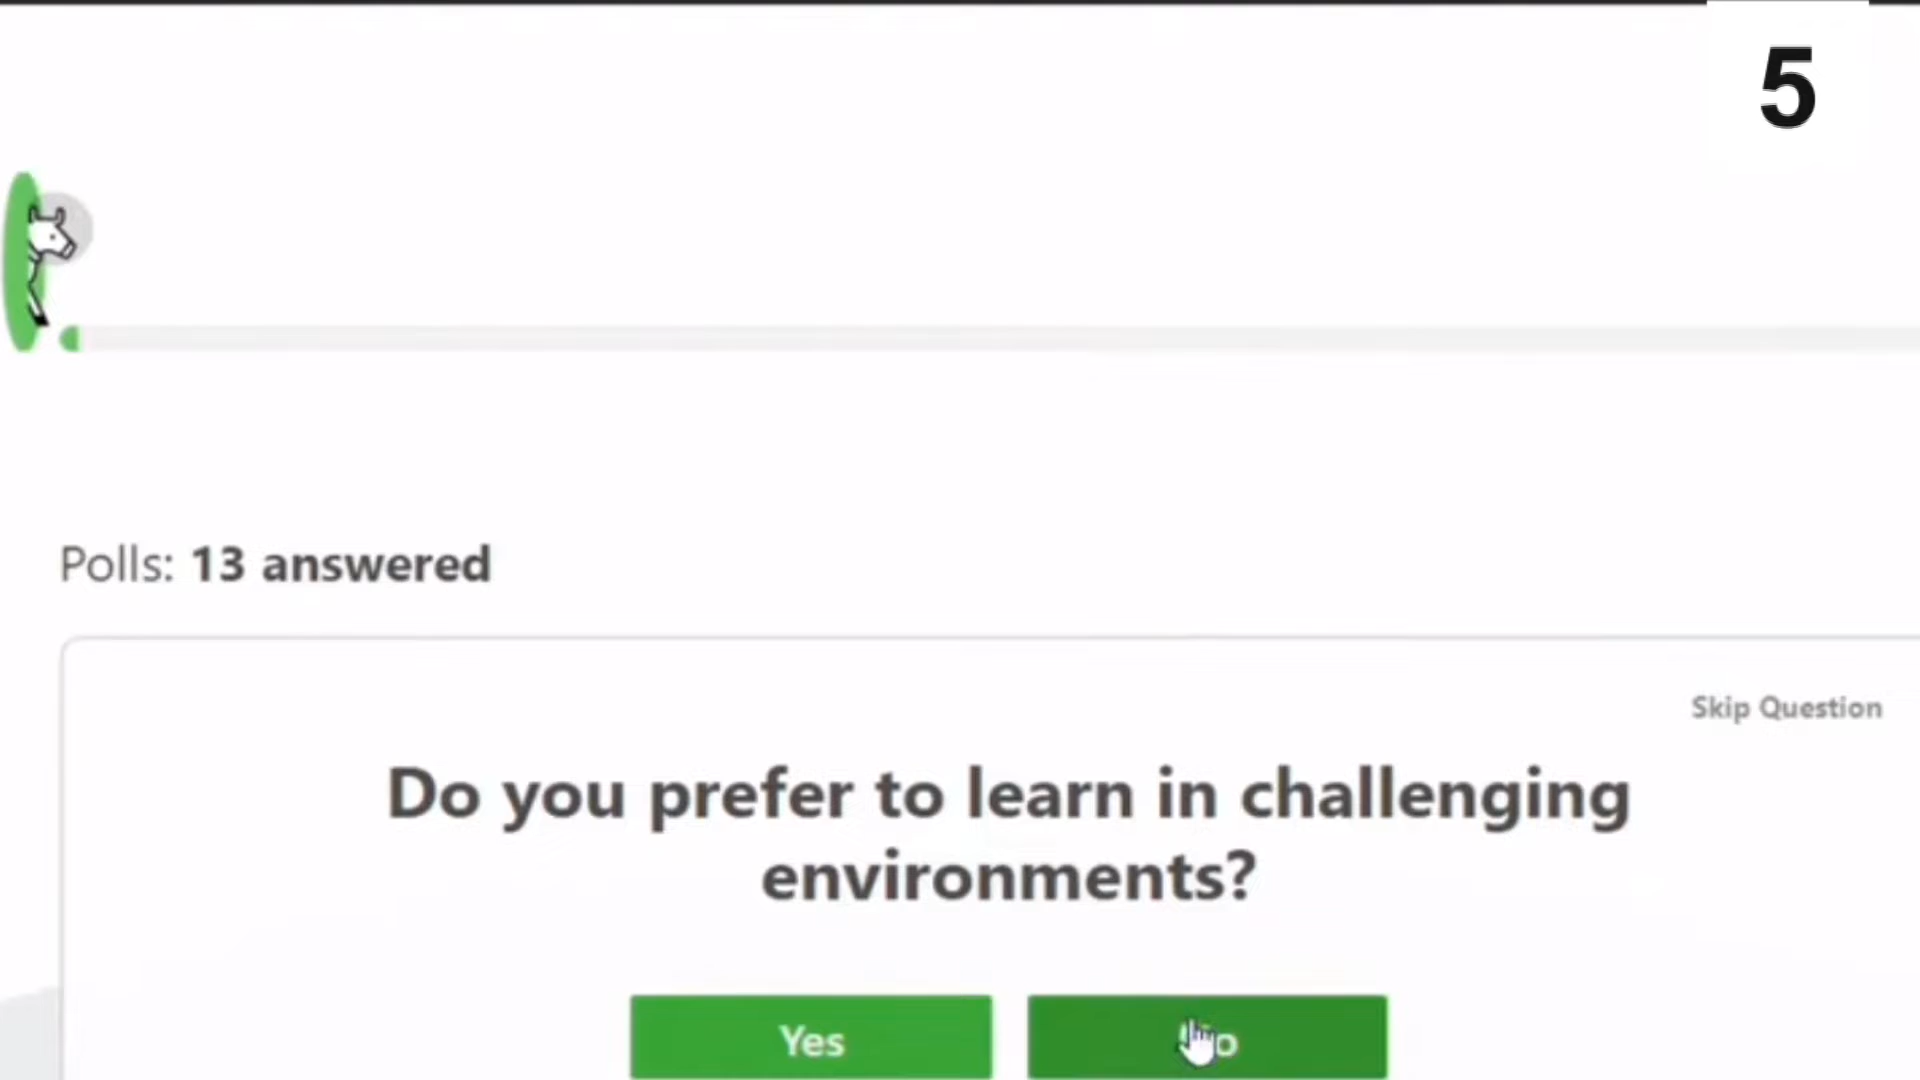 5
Polls: 13 answered
Skip Question
Do you prefer to learn in challenging
environments?
Yes